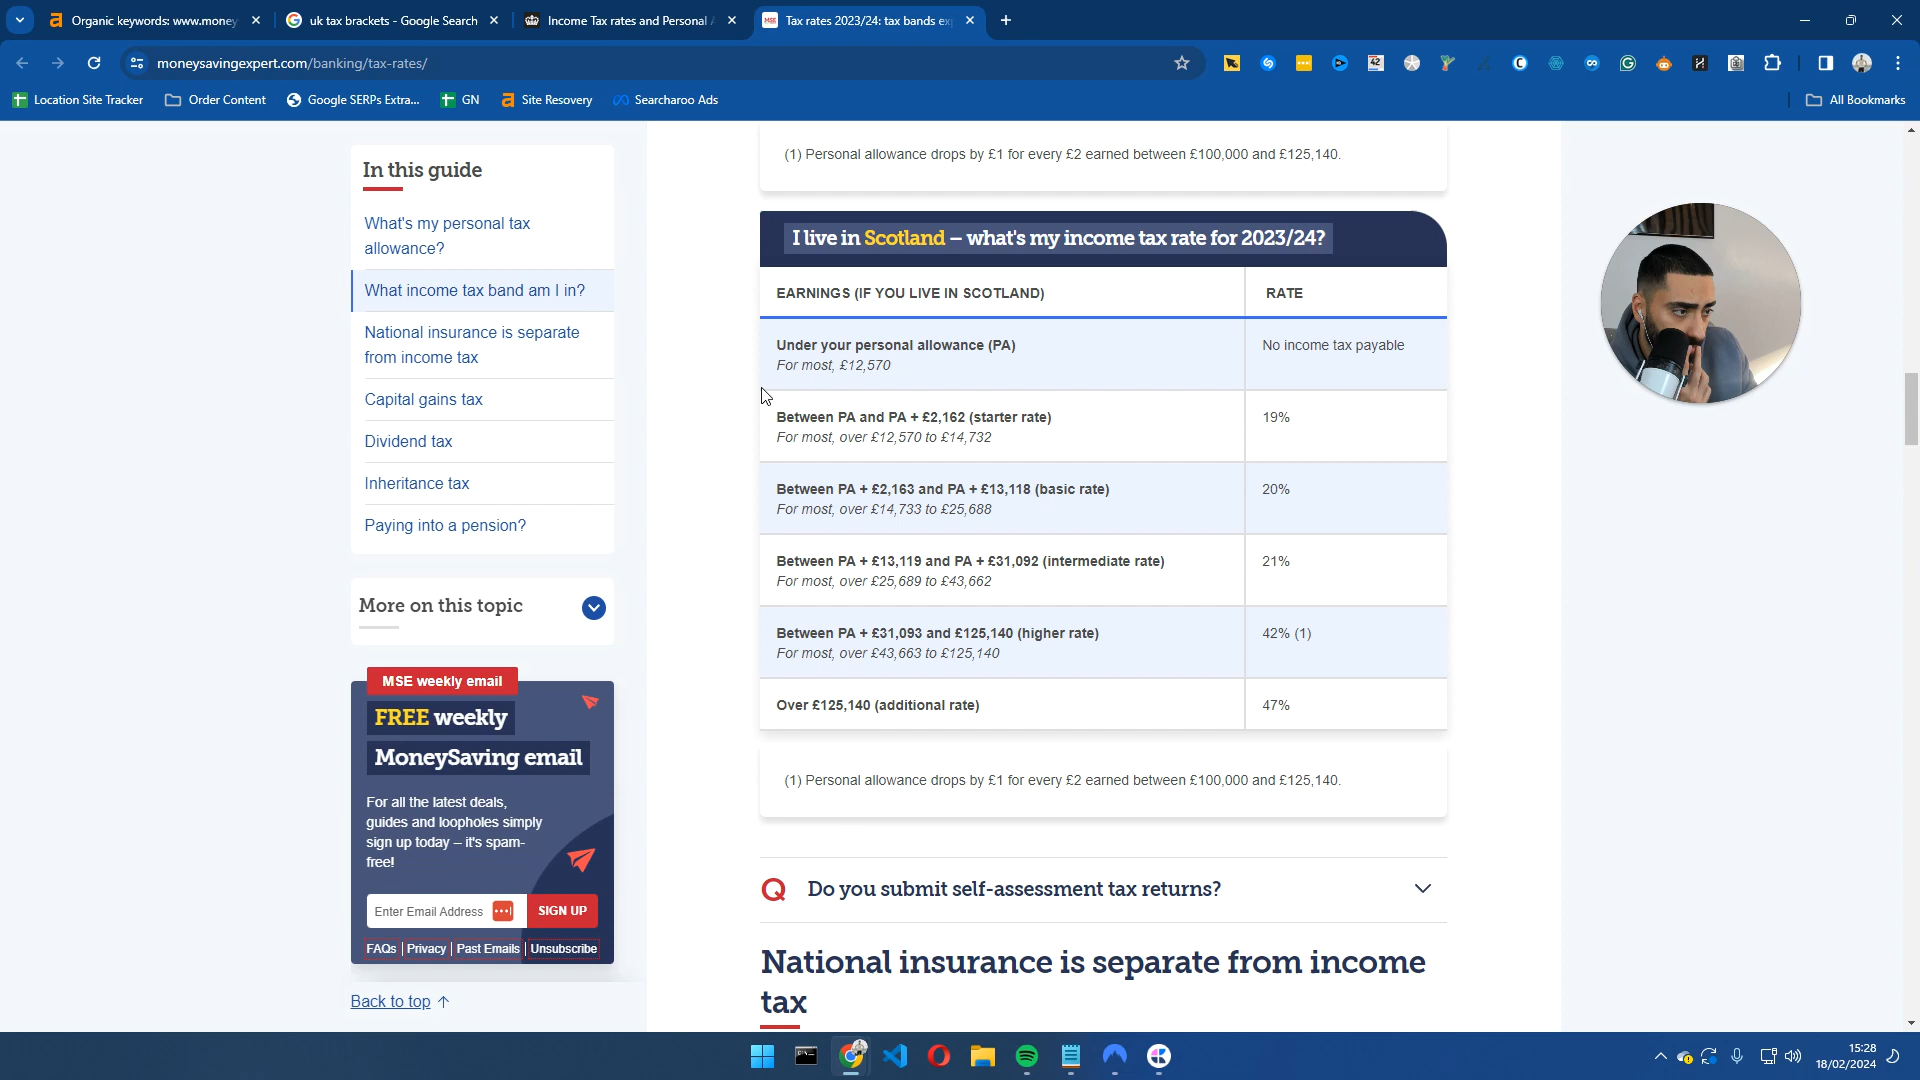 Organic keywords: www.money
uk tax brackets - Google Search
Income Tax rates and Personal A
Tax rates 2023/24: tax bands ex
moneysavingexpert.com/banking/tax-rates/
Location Site Tracker
Order Content
Google SERPs Extra...
GN
Site Recovery
Searcharoo Ads
All Bookmarks
In this guide
What's my personal tax
allowance?
What income tax band am I in?
National insurance is separate
from income tax
Capital gains tax
Dividend tax
Inheritance tax
Paying into a pension?
More on this topic
MSE weekly email
FREE weekly
MoneySaving email
For all the latest deals,
guides and loopholes simply
sign up today – it's spam-
free!
Enter Email Address
SIGN UP
FAQs | Privacy | Past Emails | Unsubscribe
Back to top ↑
(1) Personal allowance drops by £1 for every £2 earned between £100,000 and £125,140.
I live in Scotland – what's my income tax rate for 2023/24?
EARNINGS (IF YOU LIVE IN SCOTLAND) RATE
Under your personal allowance (PA) No income tax payable
For most, £12,570
Between PA and PA + £2,162 (starter rate) 19%
For most, over £12,570 to £14,732
Between PA + £2,163 and PA + £13,118 (basic rate) 20%
For most, over £14,733 to £25,688
Between PA + £13,119 and PA + £31,092 (intermediate rate) 21%
For most, over £25,689 to £43,662
Between PA + £31,093 and £125,140 (higher rate) 42% (1)
For most, over £43,663 to £125,140
Over £125,140 (additional rate) 47%
(1) Personal allowance drops by £1 for every £2 earned between £100,000 and £125,140.
Q Do you submit self-assessment tax returns?
National insurance is separate from income
tax
15:28
18/02/2024